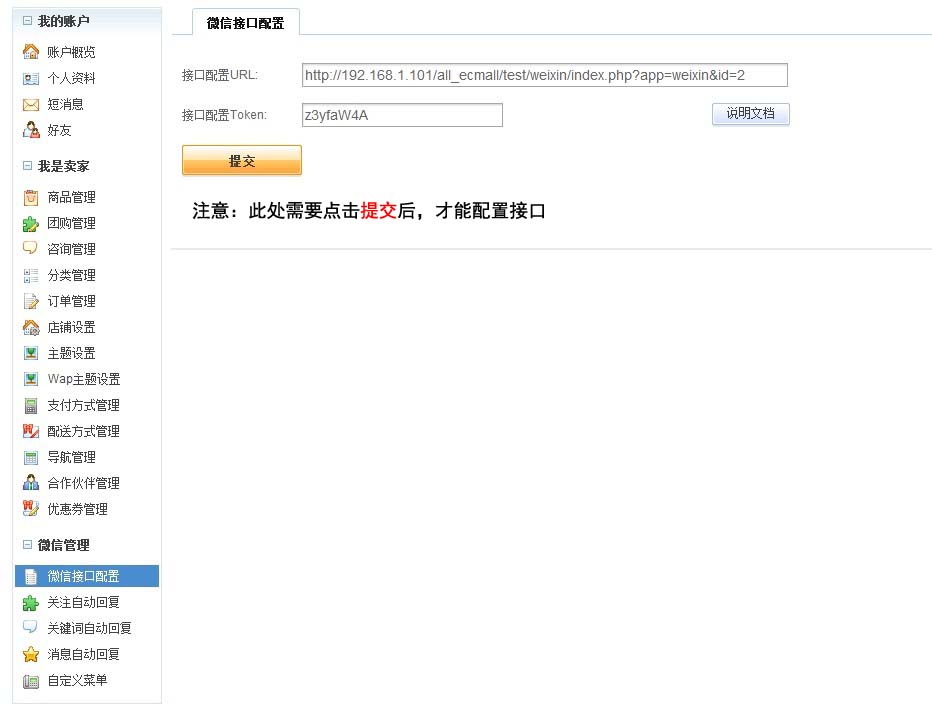 我的账户
账户概览
个人资料
短消息
好友
我是卖家
商品管理
团购管理
咨询管理
分类管理
订单管理
店铺设置
主题设置
Wap主题设置
支付方式管理
配送方式管理
导航管理
合作伙伴管理
优惠券管理
微信管理
微信接口配置
关注自动回复
关键词自动回复
消息自动回复
自定义菜单
微信接口配置
接口配置URL: http://192.168.1.101/all_ecmall/test/weixin/index.php?app=weixin&id=2
接口配置Token: z3yfaW4A 说明文档
提交
注意：此处需要点击提交后，才能配置接口